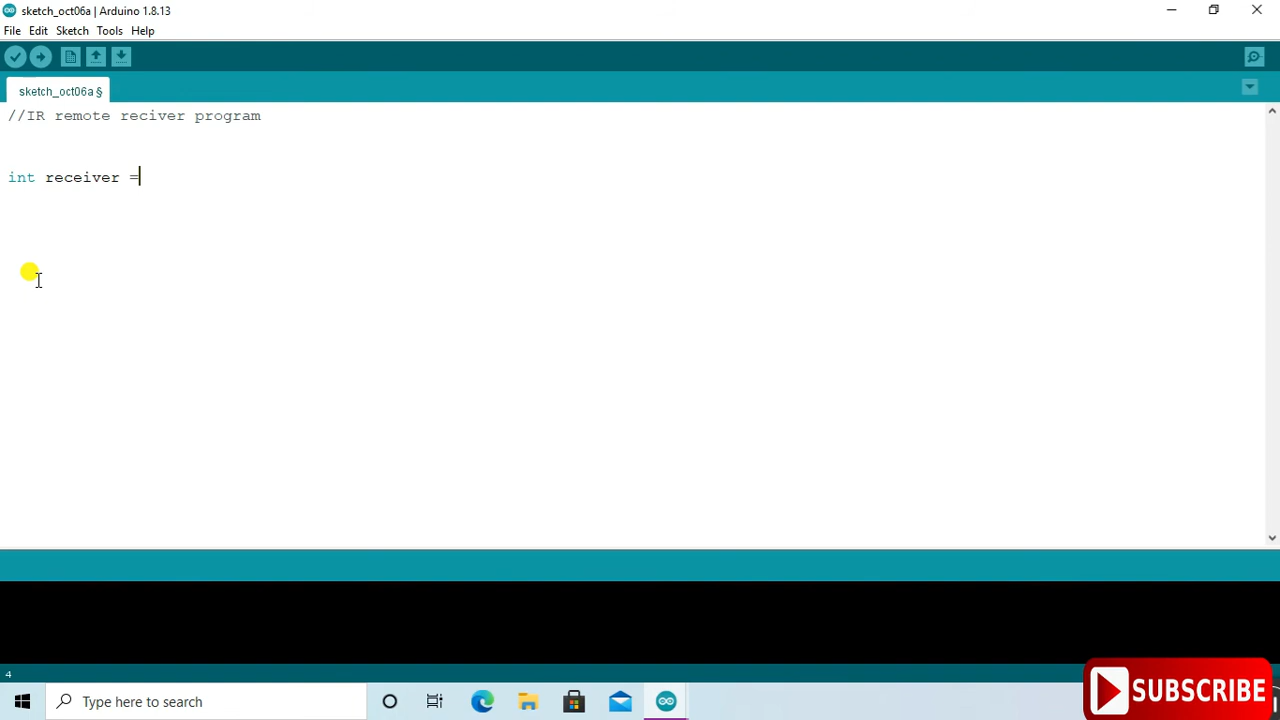 sketch_oct06a | Arduino 1.8.13
File Edit Sketch Tools Help
sketch_oct06a §
//IR remote reciver program
int receiver =
4
Type here to search
SUBSCRIBE